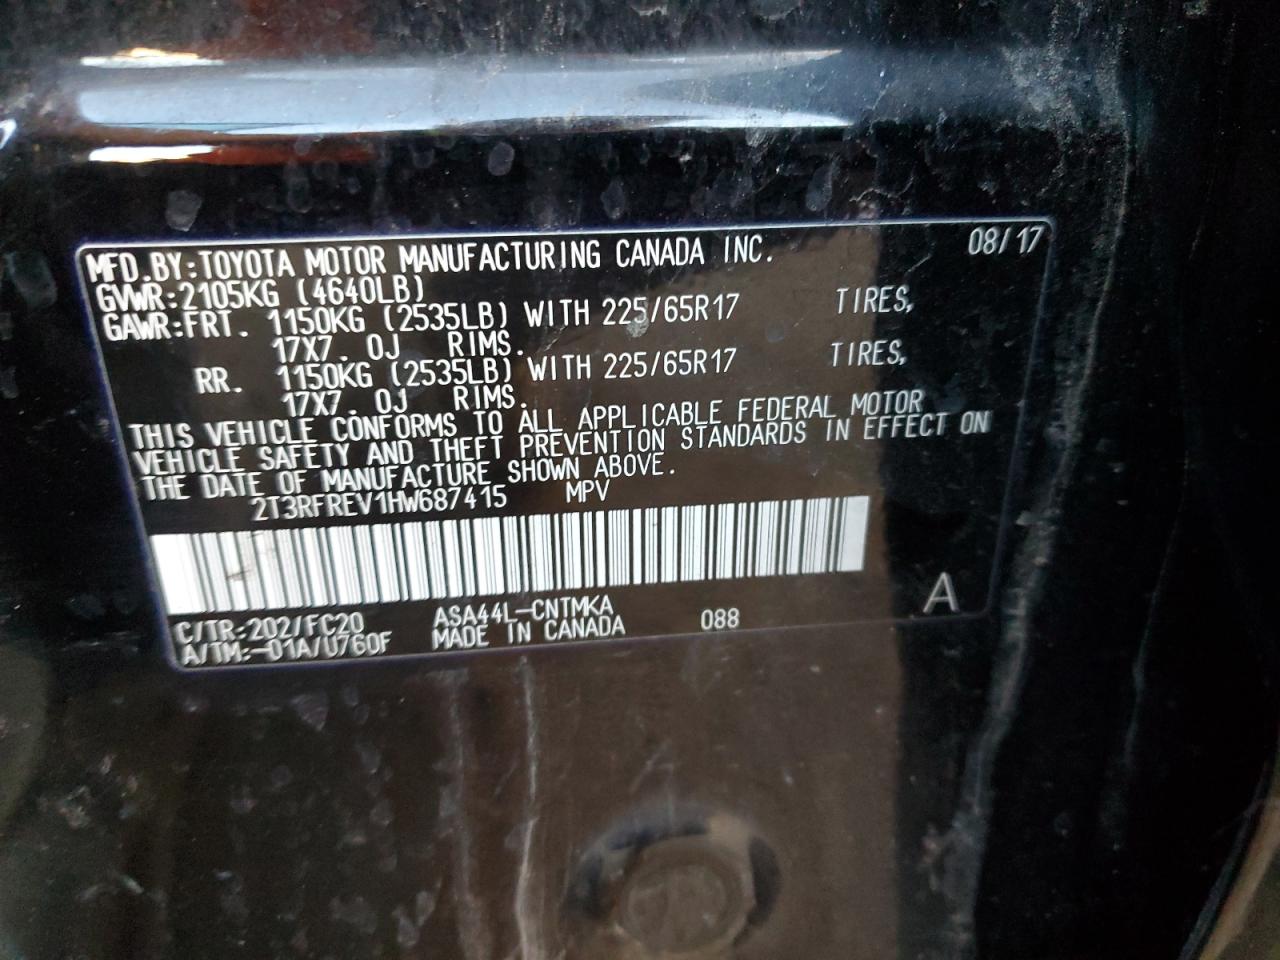 MFD.BY:TOYOTA MOTOR MANUFACTURING CANADA INC. 08/17
GVWR:2105KG (4640LB)
GAWR:FRT. 1150KG (2535LB) WITH 225/65R17 TIRES,
17X7.0J RIMS.
RR. 1150KG (2535LB) WITH 225/65R17 TIRES,
17X7.0J RIMS.
THIS VEHICLE CONFORMS TO ALL APPLICABLE FEDERAL MOTOR
VEHICLE SAFETY AND THEFT PREVENTION STANDARDS IN EFFECT ON
THE DATE OF MANUFACTURE SHOWN ABOVE.
2T3RFREV1HW687415 MPV
C/TR:202/FC20 ASA44L-CNTMKA 088 A
A/TM:-01A/U760F MADE IN CANADA